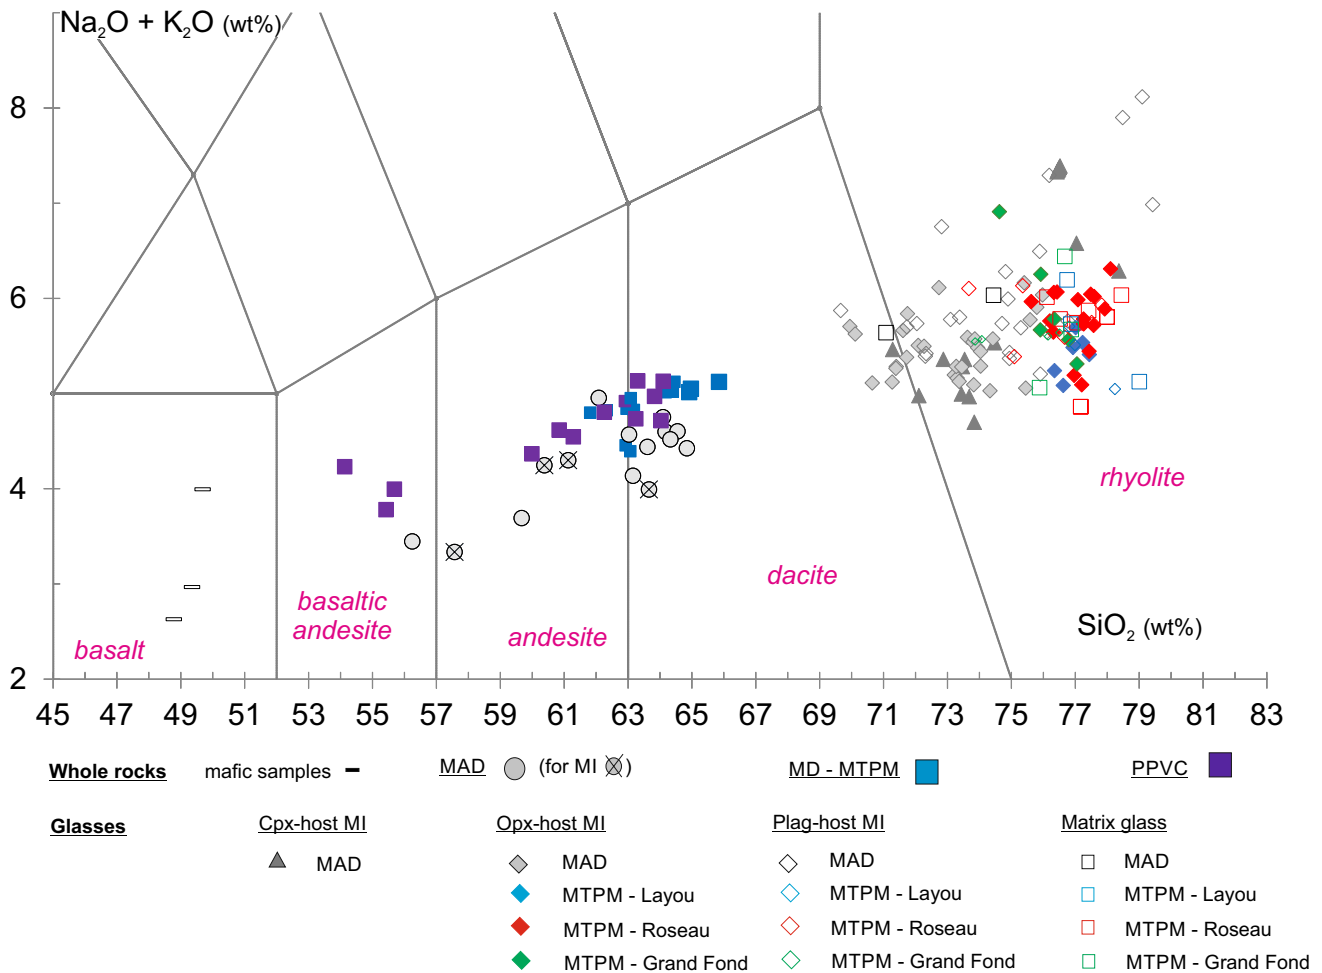 Na₂O + K₂O (wt%)
8
6
4
2
rhyolite
dacite
basaltic
andesite
andesite
basalt
SiO₂ (wt%)
45 47 49 51 53 55 57 59 61 63 65 67 69 71 73 75 77 79 81 83
Whole rocks mafic samples MAD (for MI ) MD - MTPM PPVC
Glasses Cpx-host MI Opx-host MI Plag-host MI Matrix glass
MAD MAD MAD MAD
MTPM - Layou MTPM - Layou MTPM - Layou
MTPM - Roseau MTPM - Roseau MTPM - Roseau
MTPM - Grand Fond MTPM - Grand Fond MTPM - Grand Fond